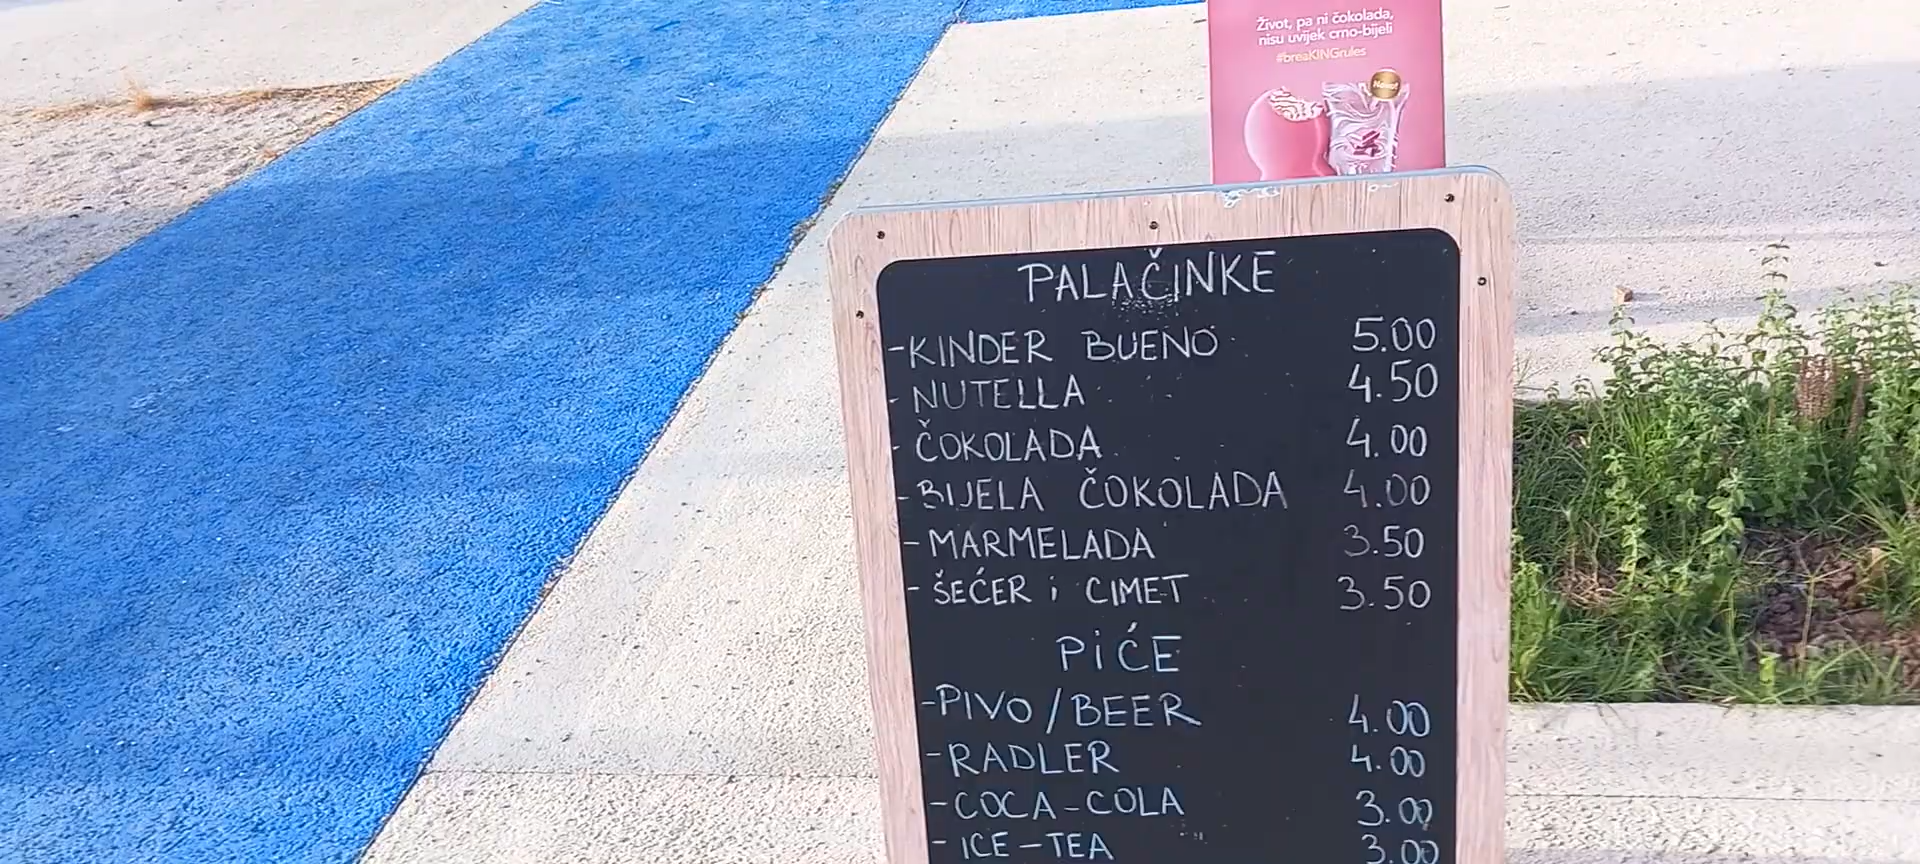 Život, pa ni čokolada,
nisu uvijek crno-bijeli
#breaKINGrules
Novo!
PALAČINKE
-KINDER BUENO 5.00
- NUTELLA 4.50
- ČOKOLADA 4.00
- BIJELA ČOKOLADA 4.00
- MARMELADA 3.50
- ŠEĆER i CIMET 3.50
PiĆE
-PIVO/BEER 4.00
-RADLER 4.00
-COCA-COLA 3.00
- ICE-TEA 3.00